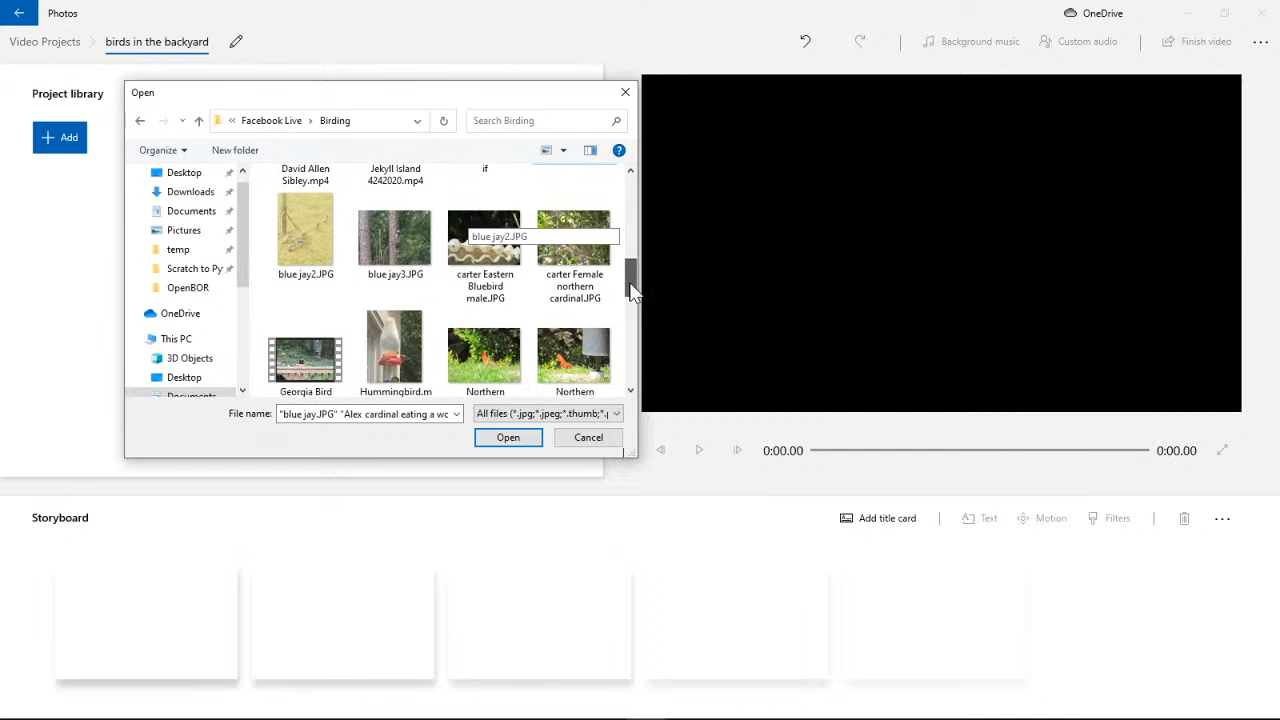 Photos
OneDrive
Video Projects
birds in the backyard
Background music
Custom audio
Finish video
Project library
Add
Open
Facebook Live
Birding
Search Birding
Organize
New folder
Desktop
Downloads
Documents
Pictures
temp
Scratch to Py
OpenBOR
OneDrive
This PC
3D Objects
Desktop
Documents
David Allen
Sibley.mp4
Jekyll Island
4242020.mp4
if
blue jay2.JPG
blue jay2.JPG
blue jay3.JPG
carter Eastern
Bluebird
male.JPG
carter Female
northern
cardinal.JPG
Georgia Bird
Hummingbird.m
Northern
Northern
File name:
"blue jay.JPG" "Alex cardinal eating a wc
All files (*.jpg;*.jpeg;*.thumb;*.p
Open
Cancel
0:00.00
0:00.00
Storyboard
Add title card
Text
Motion
Filters